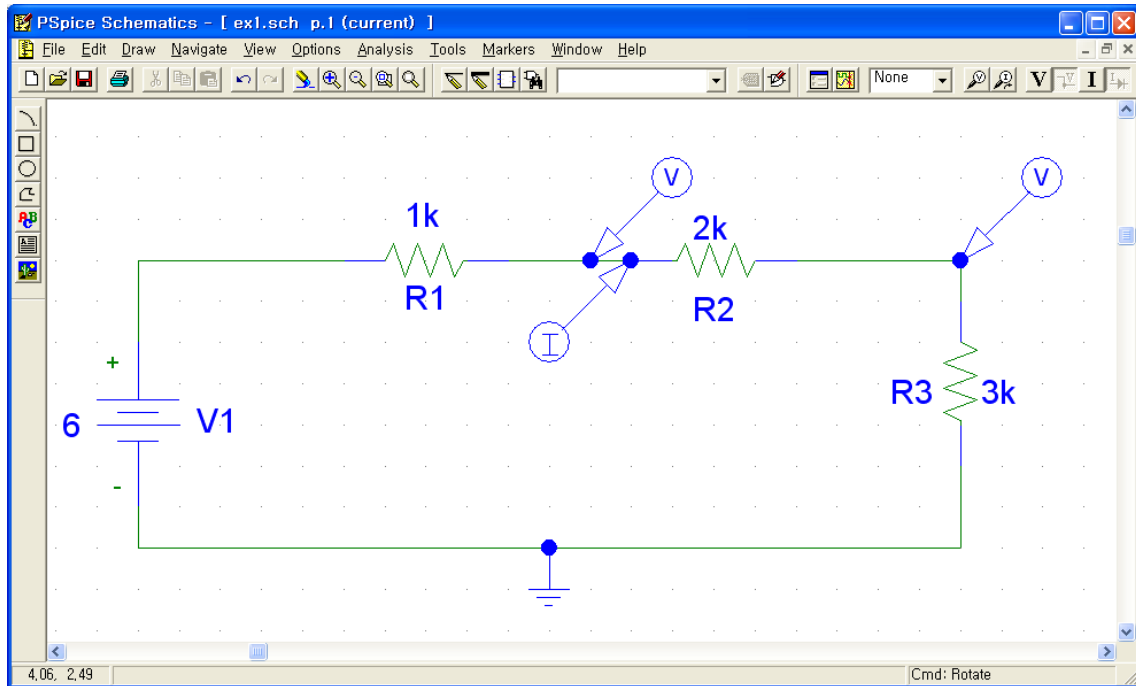 PSpice Schematics - [ ex1.sch p.1 (current) ]
File Edit Draw Navigate View Options Analysis Tools Markers Window Help
None V I
V V
1k 2k
R1 R2
I
+
R3 3k
6 V1
-
4,06, 2,49 Cmd: Rotate